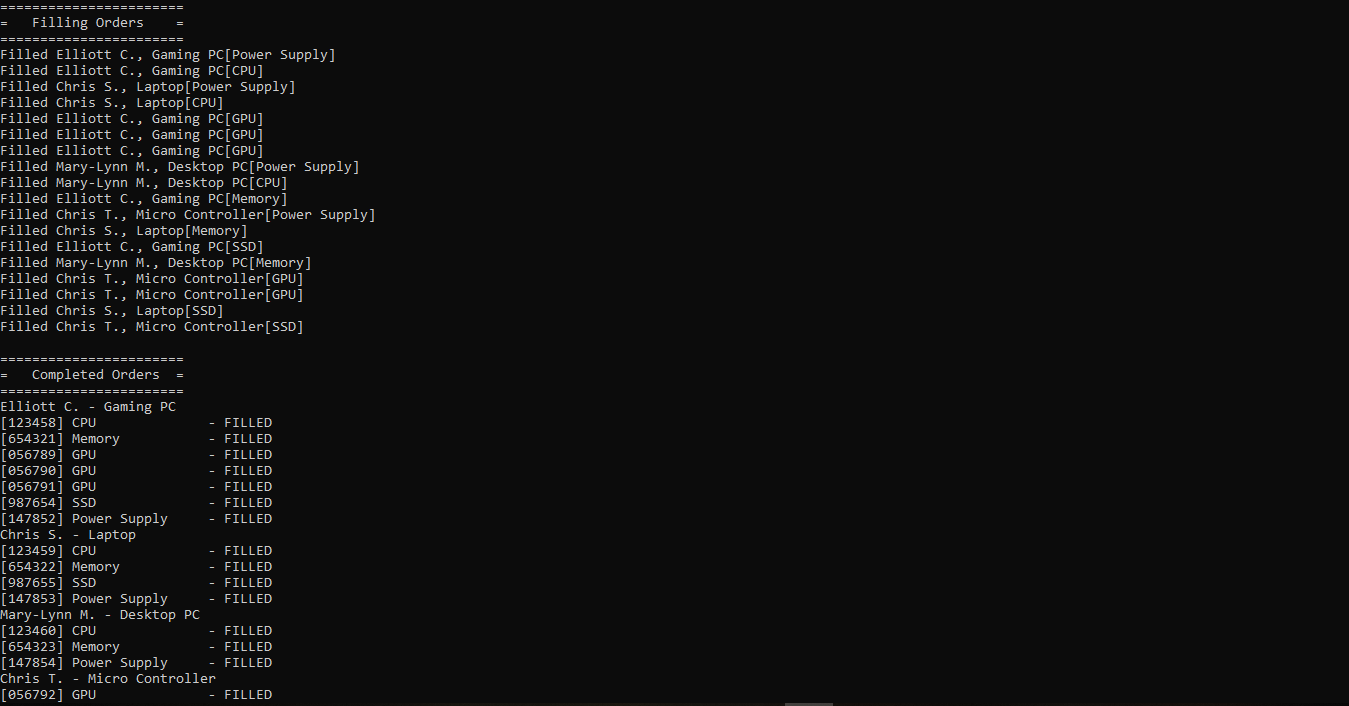 =======================
=   Filling Orders    =
=======================
Filled Elliott C., Gaming PC[Power Supply]
Filled Elliott C., Gaming PC[CPU]
Filled Chris S., Laptop[Power Supply]
Filled Chris S., Laptop[CPU]
Filled Elliott C., Gaming PC[GPU]
Filled Elliott C., Gaming PC[GPU]
Filled Elliott C., Gaming PC[GPU]
Filled Mary-Lynn M., Desktop PC[Power Supply]
Filled Mary-Lynn M., Desktop PC[CPU]
Filled Elliott C., Gaming PC[Memory]
Filled Chris T., Micro Controller[Power Supply]
Filled Chris S., Laptop[Memory]
Filled Elliott C., Gaming PC[SSD]
Filled Mary-Lynn M., Desktop PC[Memory]
Filled Chris T., Micro Controller[GPU]
Filled Chris T., Micro Controller[GPU]
Filled Chris S., Laptop[SSD]
Filled Chris T., Micro Controller[SSD]

=======================
=   Completed Orders  =
=======================
Elliott C. - Gaming PC
[123458] CPU              - FILLED
[654321] Memory           - FILLED
[056789] GPU              - FILLED
[056790] GPU              - FILLED
[056791] GPU              - FILLED
[987654] SSD              - FILLED
[147852] Power Supply     - FILLED
Chris S. - Laptop
[123459] CPU              - FILLED
[654322] Memory           - FILLED
[987655] SSD              - FILLED
[147853] Power Supply     - FILLED
Mary-Lynn M. - Desktop PC
[123460] CPU              - FILLED
[654323] Memory           - FILLED
[147854] Power Supply     - FILLED
Chris T. - Micro Controller
[056792] GPU              - FILLED